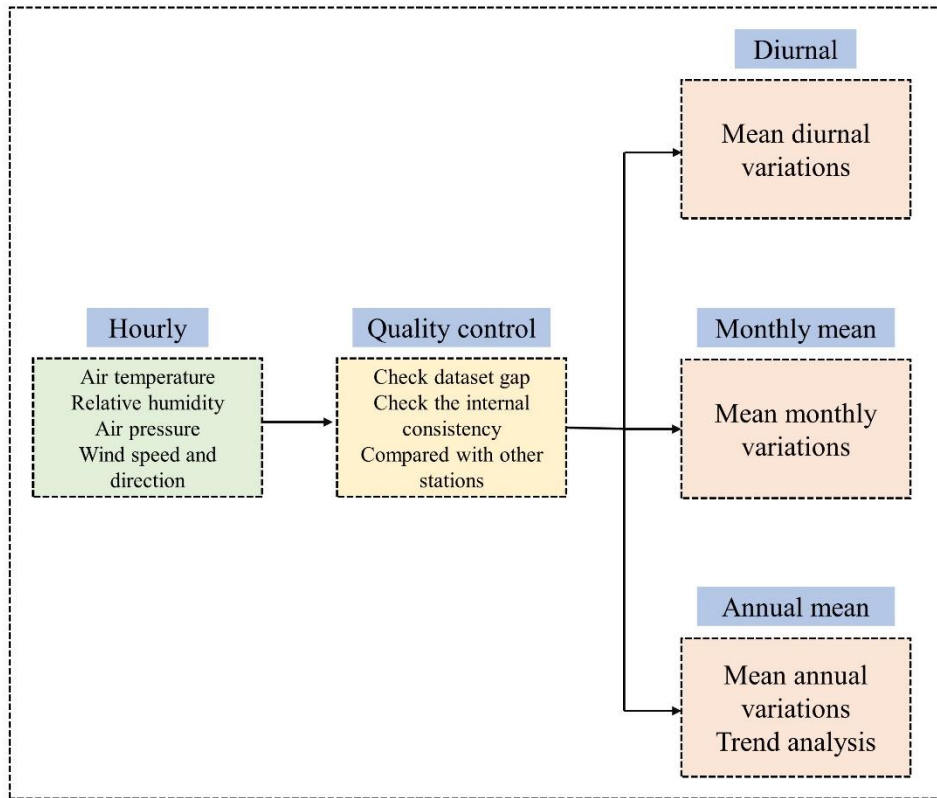 Diurnal
Mean diurnal
variations
Hourly
Air temperature
Relative humidity
Air pressure
Wind speed and
direction
Quality control
Check dataset gap
Check the internal
consistency
Compared with other
stations
Monthly mean
Mean monthly
variations
Annual mean
Mean annual
variations
Trend analysis